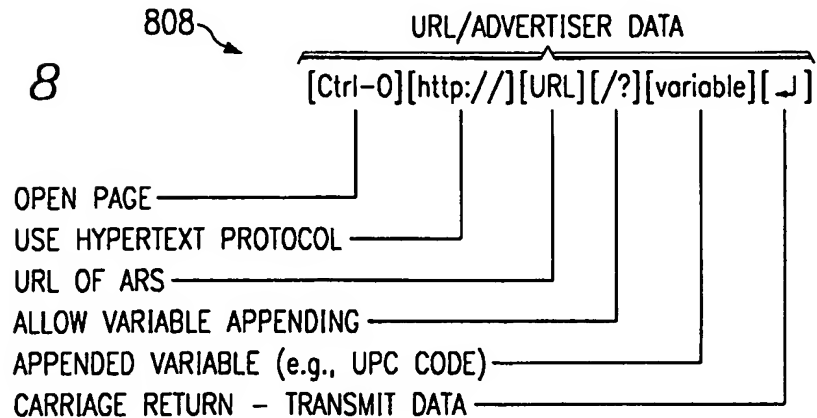 808
URL/ADVERTISER DATA
8
[Ctrl-O][http://][URL][/?][variable][↵]
OPEN PAGE
USE HYPERTEXT PROTOCOL
URL OF ARS
ALLOW VARIABLE APPENDING
APPENDED VARIABLE (e.g., UPC CODE)
CARRIAGE RETURN - TRANSMIT DATA